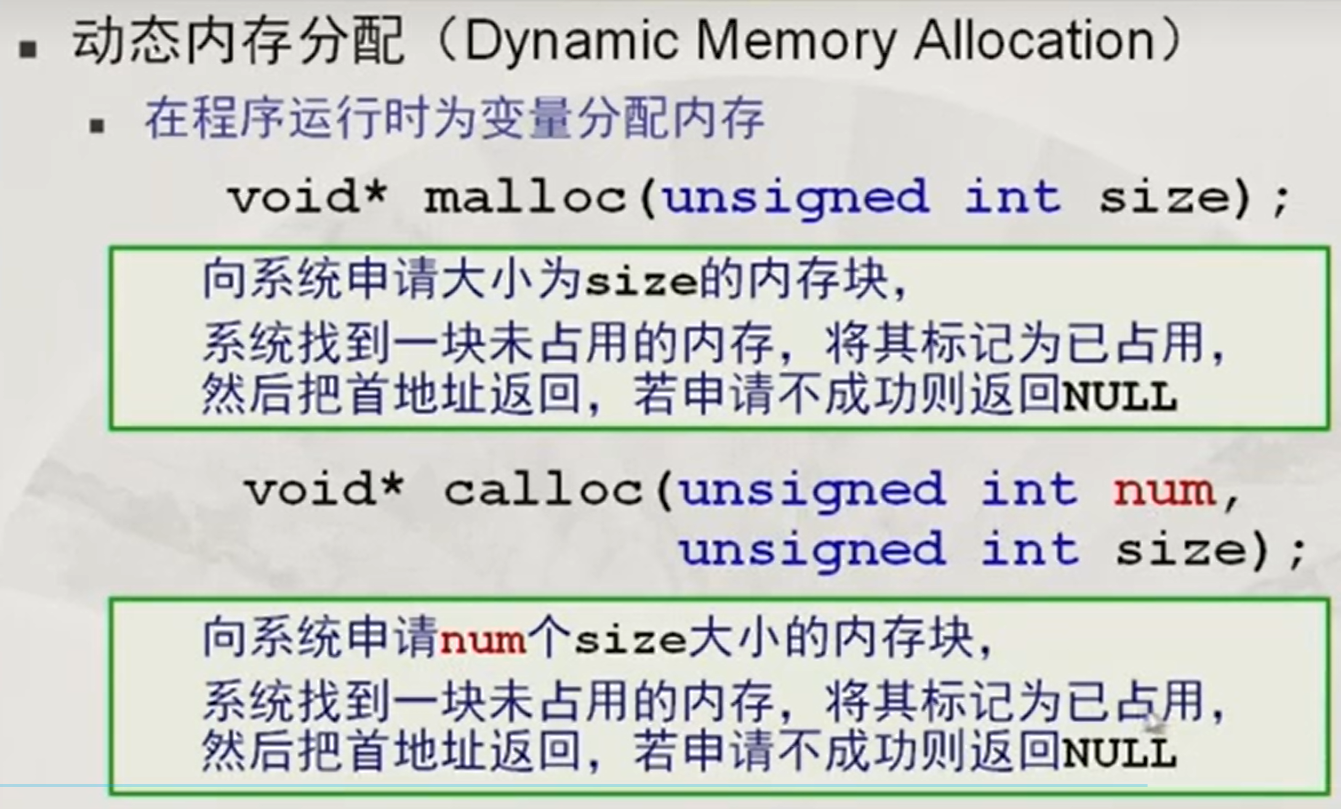 动态内存分配（Dynamic Memory Allocation）
在程序运行时为变量分配内存
void* malloc(unsigned int size);
向系统申请大小为size的内存块，
系统找到一块未占用的内存，将其标记为已占用，
然后把首地址返回，若申请不成功则返回NULL
void* calloc(unsigned int num,
unsigned int size);
向系统申请num个size大小的内存块，
系统找到一块未占用的内存，将其标记为已占用，
然后把首地址返回，若申请不成功则返回NULL